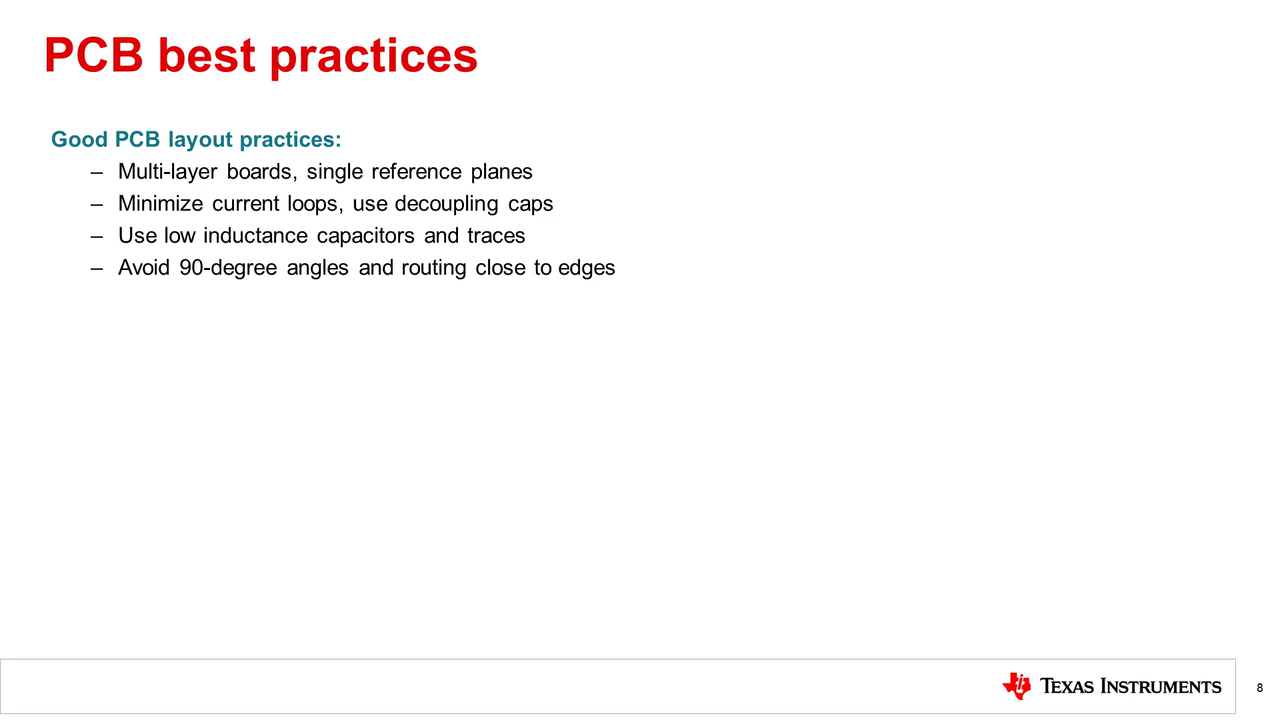 PCB best practices
Good PCB layout practices:
– Multi-layer boards, single reference planes
– Minimize current loops, use decoupling caps
– Use low inductance capacitors and traces
– Avoid 90-degree angles and routing close to edges
TEXAS INSTRUMENTS
8